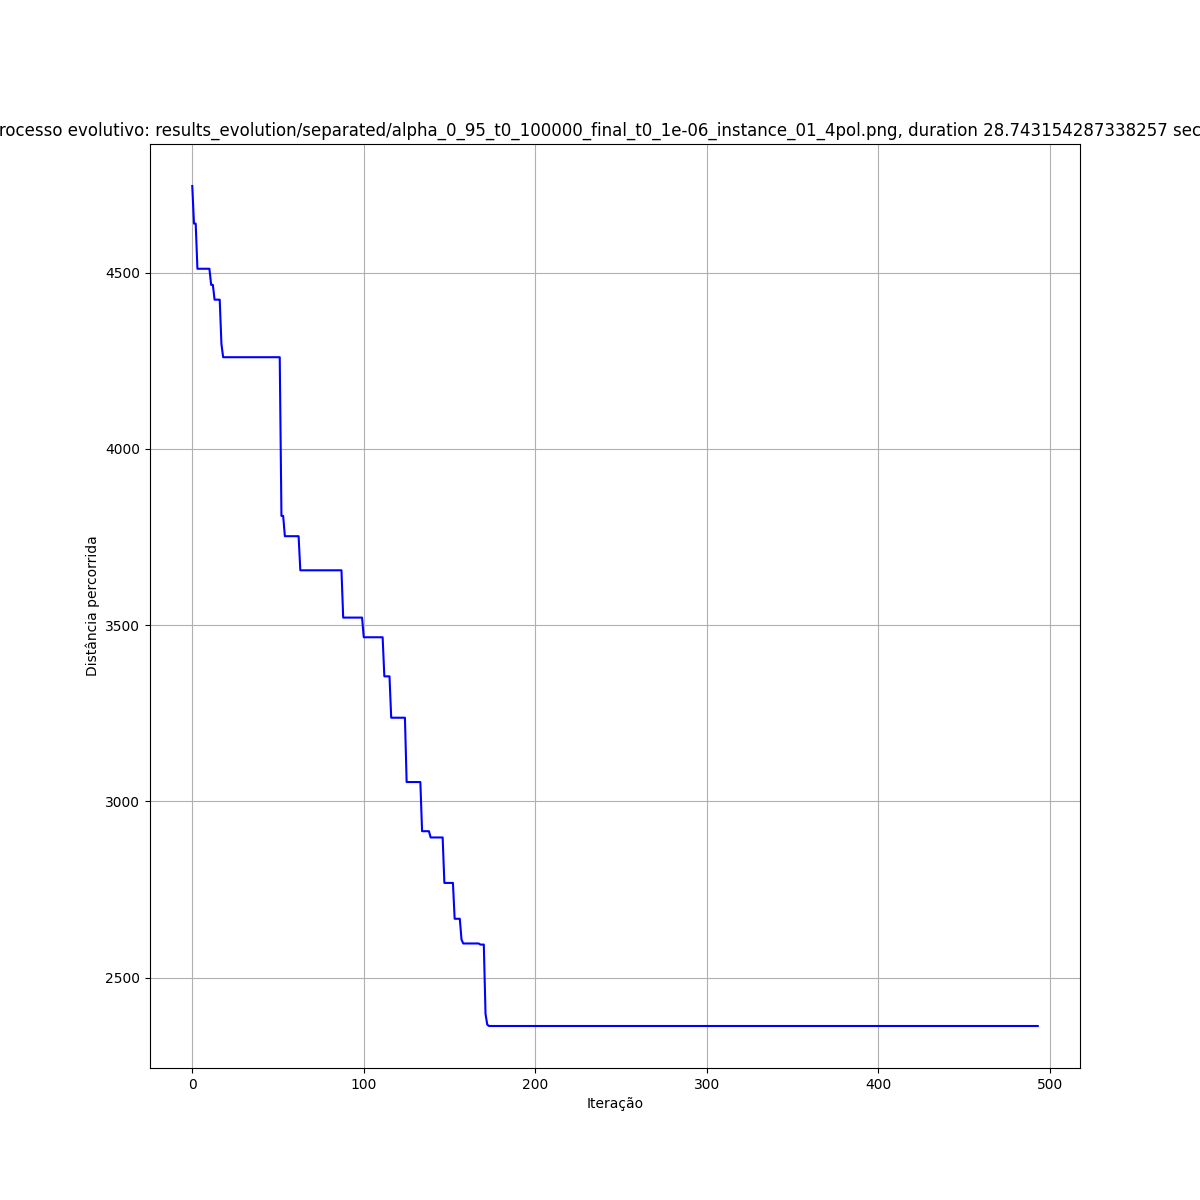 rocesso evolutivo: results_evolution/separated/alpha_0_95_t0_100000_final_t0_1e-06_instance_01_4pol.png, duration 28.743154287338257 sec
4500
4000
3500
3000
2500
Distância percorrida
0 100 200 300 400 500
Iteração